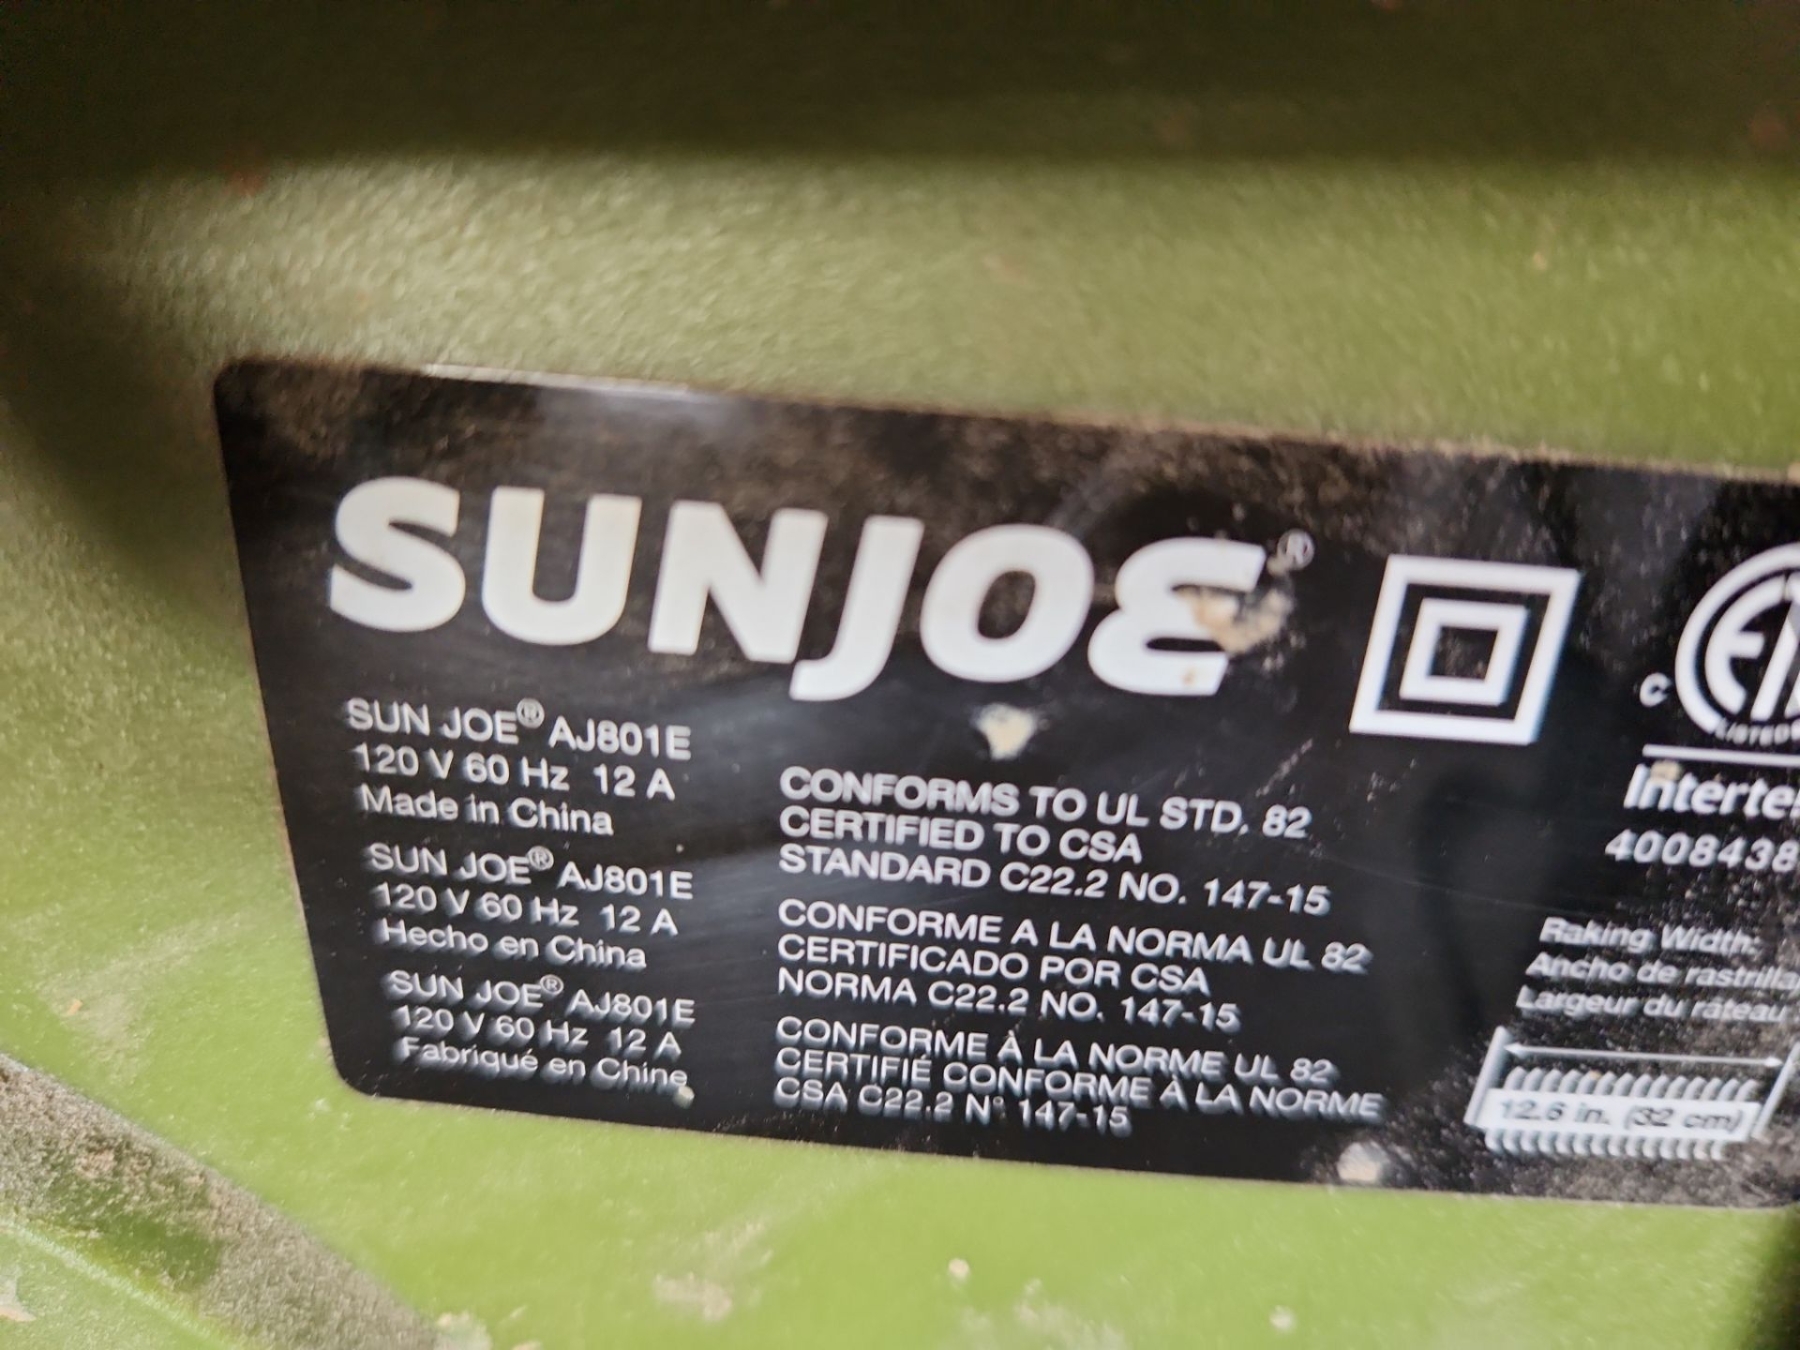 SUNJOE®
SUN JOE® AJ801E
120 V 60 Hz 12 A
Made in China
SUN JOE® AJ801E
120 V 60 Hz 12 A
Hecho en China
SUN JOE® AJ801E
120 V 60 Hz 12 A
Fabriqué en Chine
CONFORMS TO UL STD. 82
CERTIFIED TO CSA
STANDARD C22.2 NO. 147-15
CONFORME A LA NORMA UL 82
CERTIFICADO POR CSA
NORMA C22.2 NO. 147-15
CONFORME À LA NORME UL 82
CERTIFIÉ CONFORME À LA NORME
CSA C22.2 N° 147-15
C
LISTED
Interte
4008438
Raking Width:
Ancho de rastrilla
Largeur du râteau
12.6 in. (32 cm)